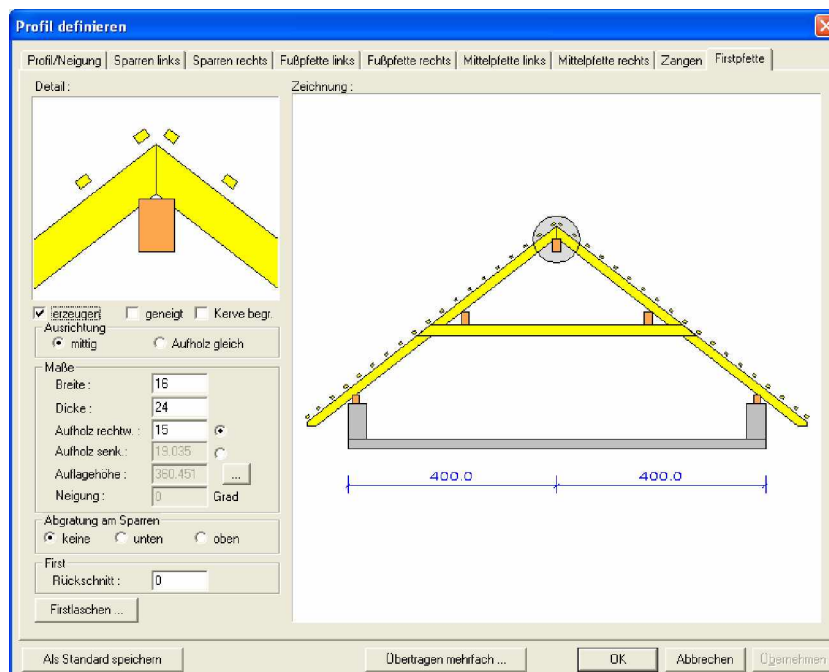 Profil definieren
Profil/Neigung Sparren links Sparren rechts Fußpfette links Fußpfette rechts Mittelpfette links Mittelpfette rechts Zangen Firstpfette
Detail :
Zeichnung :
erzeugen geneigt Kerve begr.
Ausrichtung
mittig Aufholz gleich
Maße
Breite : 16
Dicke : 24
Aufholz rechtw. : 15
Aufholz senk.: 19.035
Auflagehöhe : 360.451 ...
Neigung : 0 Grad
Abgratung am Sparren
keine unten oben
First
Rückschnitt : 0
Firstlaschen ...
400.0 400.0
Als Standard speichern Übertragen mehrfach ... OK Abbrechen Übernehmen